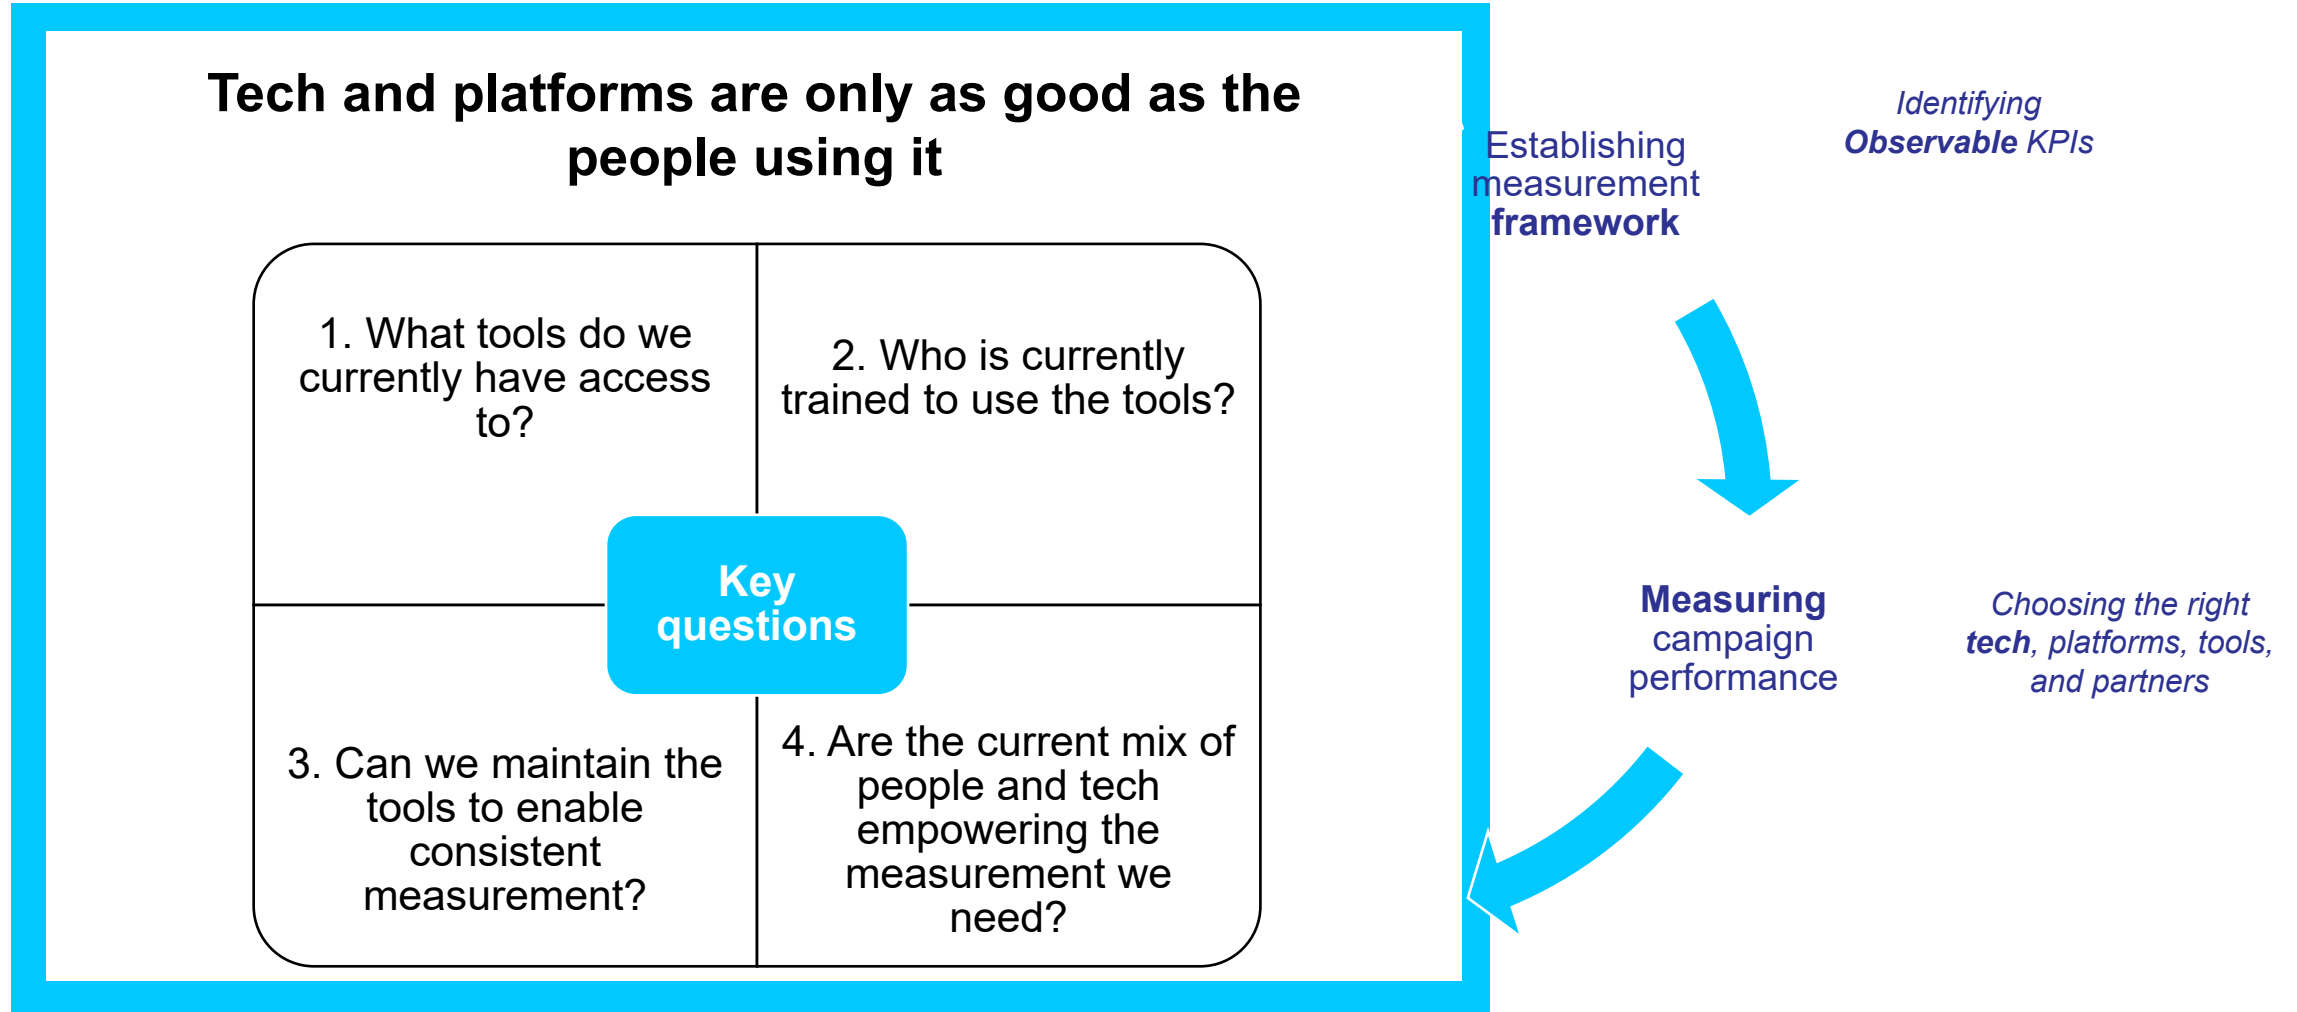 Tech and platforms are only as good as the
people using it
1. What tools do we
currently have access
to?
2. Who is currently
trained to use the tools?
Key
questions
3. Can we maintain the
tools to enable
consistent
measurement?
4. Are the current mix of
people and tech
empowering the
measurement we
need?
Establishing
measurement
framework
Identifying
Observable KPIs
Measuring
campaign
performance
Choosing the right
tech, platforms, tools,
and partners